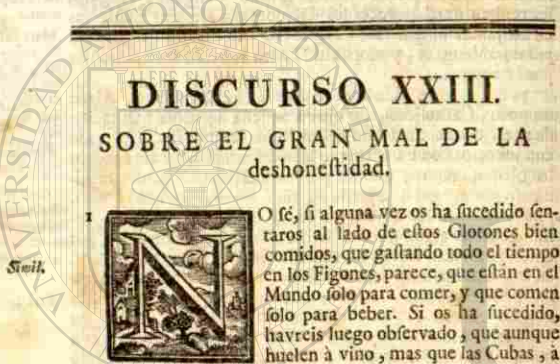 DISCURSO XXIII.
SOBRE EL GRAN MAL DE LA
deshoneſtidad.
1
NO ſé, ſi alguna vez os ha ſucedido ſen-
Simil.
taros al lado de eſtos Glotones bien
comidos, que gaſtando todo el tiempo
en los Figones, parece, que eſtán en el
Mundo ſolo para comer, y que comen
ſolo para beber. Si os ha ſucedido,
havreis luego obſervado, que aunque
huelen à vino, mas que las Cubas, à